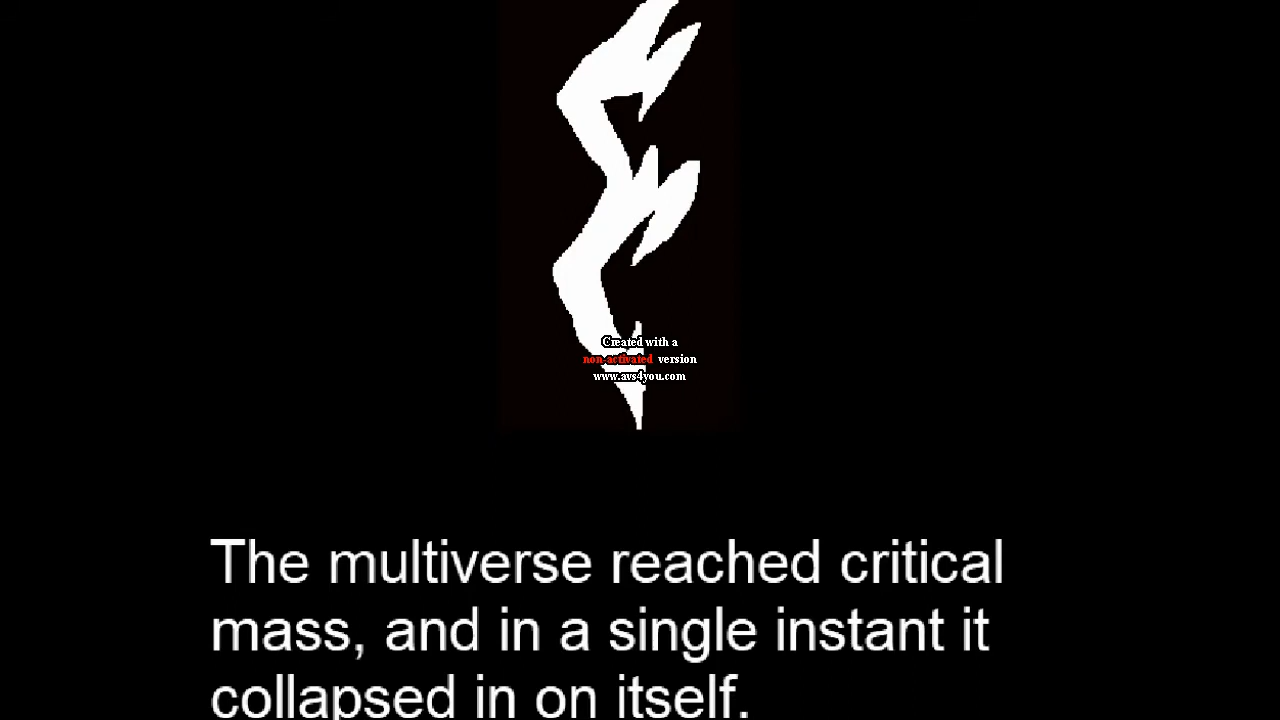 Created with a
non-activated version
www.avs4you.com
The multiverse reached critical
mass, and in a single instant it
collapsed in on itself.